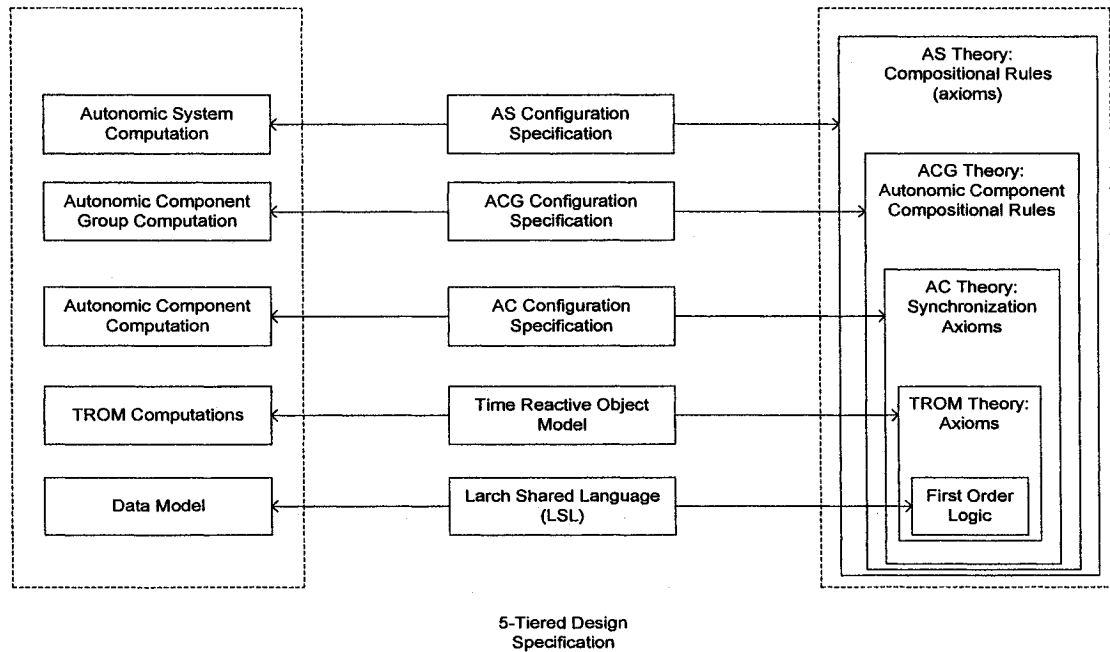 AS Theory:
Compositional Rules
(axioms)
Autonomic System
Computation
AS Configuration
Specification
ACG Theory:
Autonomic Component
Compositional Rules
Autonomic Component
Group Computation
ACG Configuration
Specification
AC Theory:
Synchronization
Axioms
Autonomic Component
Computation
AC Configuration
Specification
TROM Theory:
Axioms
TROM Computations
Time Reactive Object
Model
Data Model
Larch Shared Language
(LSL)
First Order
Logic
5-Tiered Design
Specification